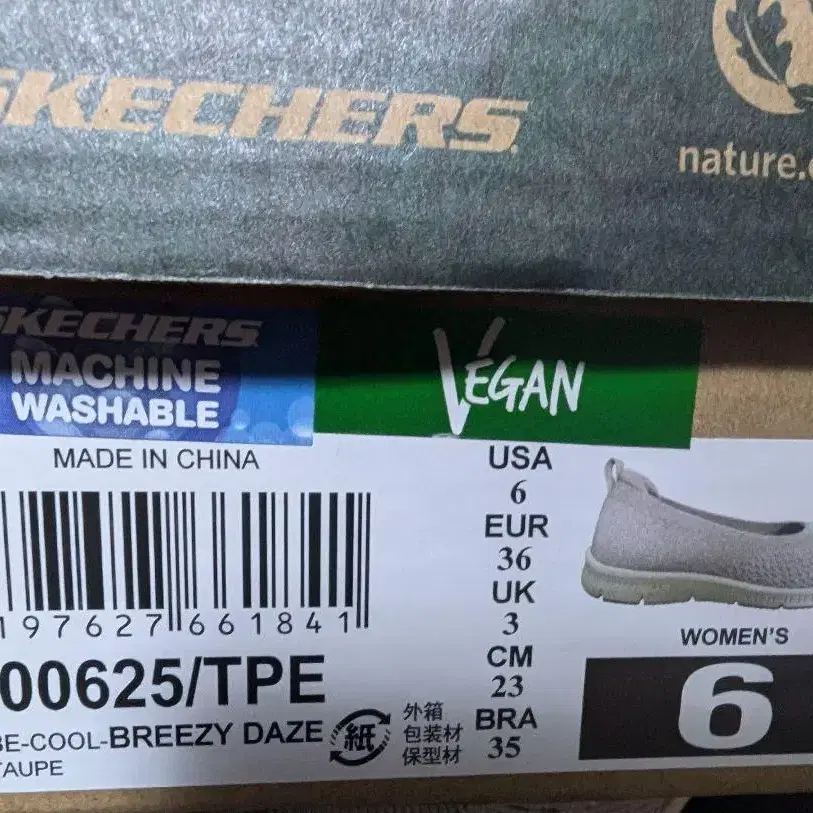 SKECHERS
nature.
SKECHERS
MACHINE
WASHABLE
VEGAN
MADE IN CHINA
197627 661841
00625/TPE
BE-COOL-BREEZY DAZE
TAUPE
紙
外箱
包装材
保型材
USA
6
EUR
36
UK
3
CM
23
BRA
35
WOMEN'S
6